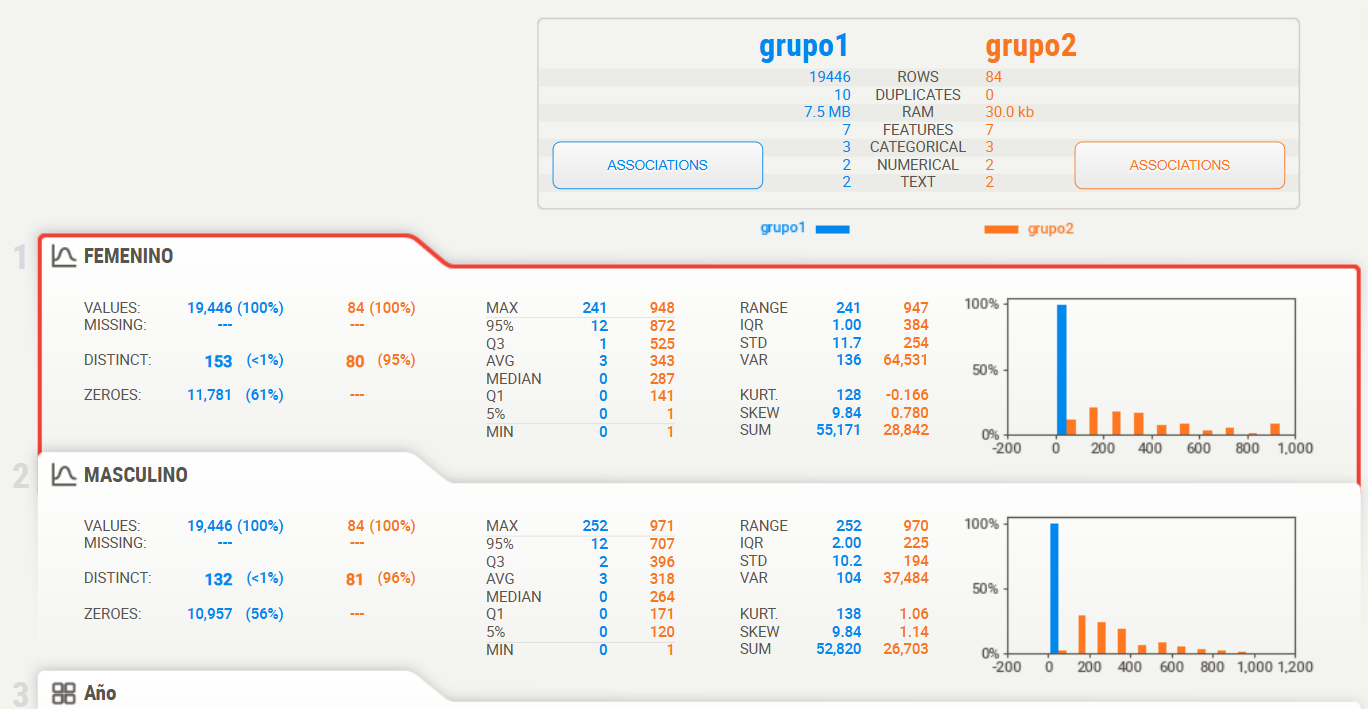 grupo1 grupo2
19446 ROWS 84
10 DUPLICATES 0
7.5 MB RAM 30.0 kb
7 FEATURES 7
3 CATEGORICAL 3
2 NUMERICAL 2
2 TEXT 2
ASSOCIATIONS ASSOCIATIONS
grupo1 grupo2
1 FEMENINO
VALUES: 19,446 (100%) 84 (100%) MAX 241 948 RANGE 241 947
MISSING: --- --- 95% 12 872 IQR 1.00 384
Q3 1 525 STD 11.7 254
DISTINCT: 153 (<1%) 80 (95%) AVG 3 343 VAR 136 64,531
MEDIAN 0 287
ZEROES: 11,781 (61%) --- Q1 0 141 KURT. 128 -0.166
5% 0 1 SKEW 9.84 0.780
MIN 0 1 SUM 55,171 28,842
100%
50%
0%
-200 0 200 400 600 800 1,000
2 MASCULINO
VALUES: 19,446 (100%) 84 (100%) MAX 252 971 RANGE 252 970
MISSING: --- --- 95% 12 707 IQR 2.00 225
Q3 2 396 STD 10.2 194
DISTINCT: 132 (<1%) 81 (96%) AVG 3 318 VAR 104 37,484
MEDIAN 0 264
ZEROES: 10,957 (56%) --- Q1 0 171 KURT. 138 1.06
5% 0 120 SKEW 9.84 1.14
MIN 0 1 SUM 52,820 26,703
100%
50%
0%
-200 0 200 400 600 800 1,000 1,200
3 Año